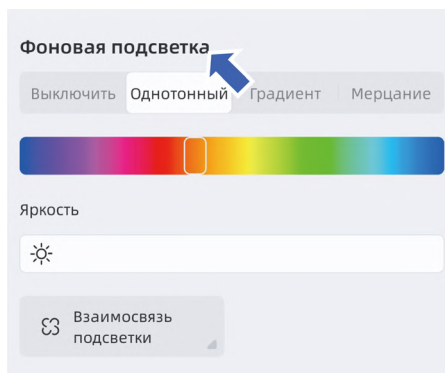 Фоновая подсветка
Выключить Однотонный Градиент Мерцание
Яркость
Взаимосвязь
подсветки